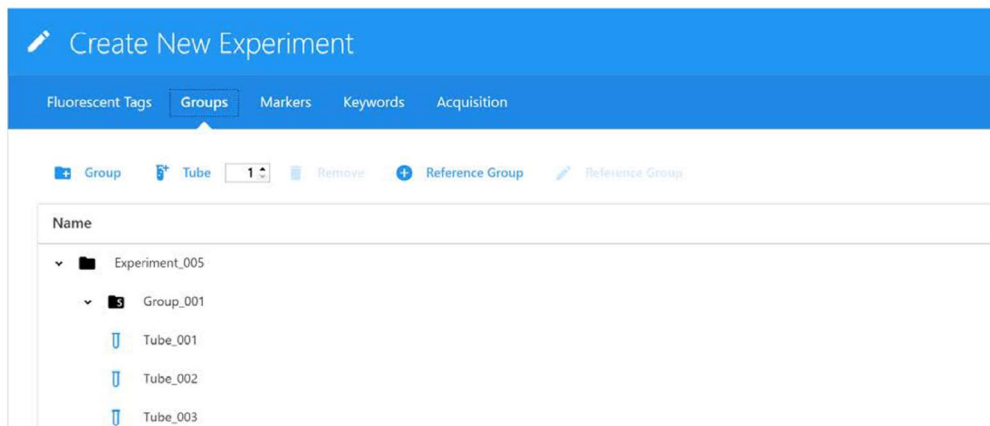 Create New Experiment
Fluorescent Tags Groups Markers Keywords Acquisition
Group Tube 1 Remove Reference Group Reference Group
Name
Experiment_005
S Group_001
Tube_001
Tube_002
Tube_003